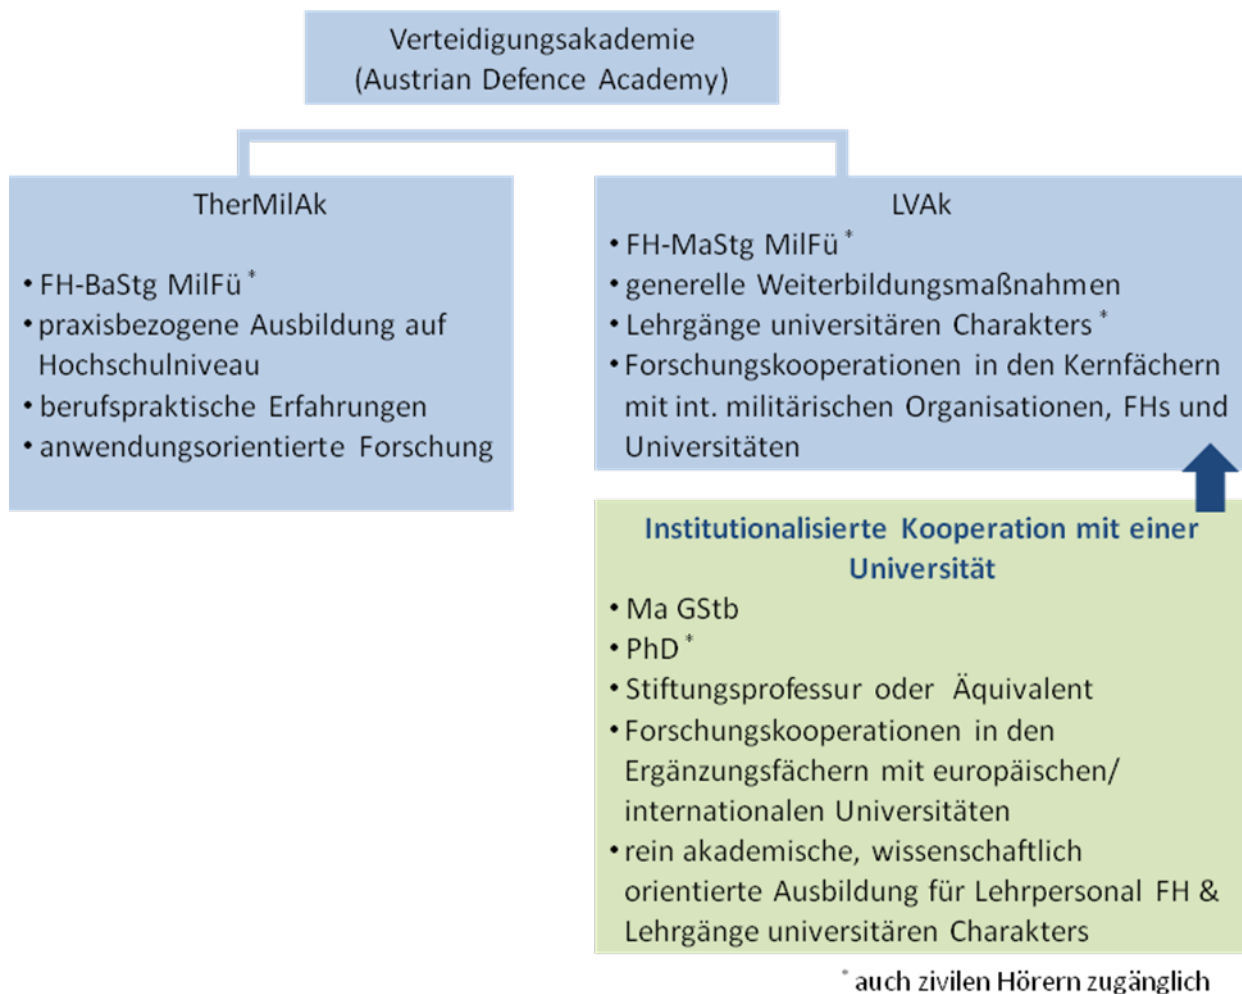 Verteidigungsakademie
(Austrian Defence Academy)
TherMilAk
• FH-BaStg MilFü *
• praxisbezogene Ausbildung auf
Hochschulniveau
• berufspraktische Erfahrungen
• anwendungsorientierte Forschung
LVAk
• FH-MaStg MilFü *
• generelle Weiterbildungsmaßnahmen
• Lehrgänge universitären Charakters *
• Forschungskooperationen in den Kernfächern
mit int. militärischen Organisationen, FHs und
Universitäten
Institutionalisierte Kooperation mit einer
Universität
• Ma GStb
• PhD *
• Stiftungsprofessur oder Äquivalent
• Forschungskooperationen in den
Ergänzungsfächern mit europäischen/
internationalen Universitäten
• rein akademische, wissenschaftlich
orientierte Ausbildung für Lehrpersonal FH &
Lehrgänge universitären Charakters
* auch zivilen Hörern zugänglich